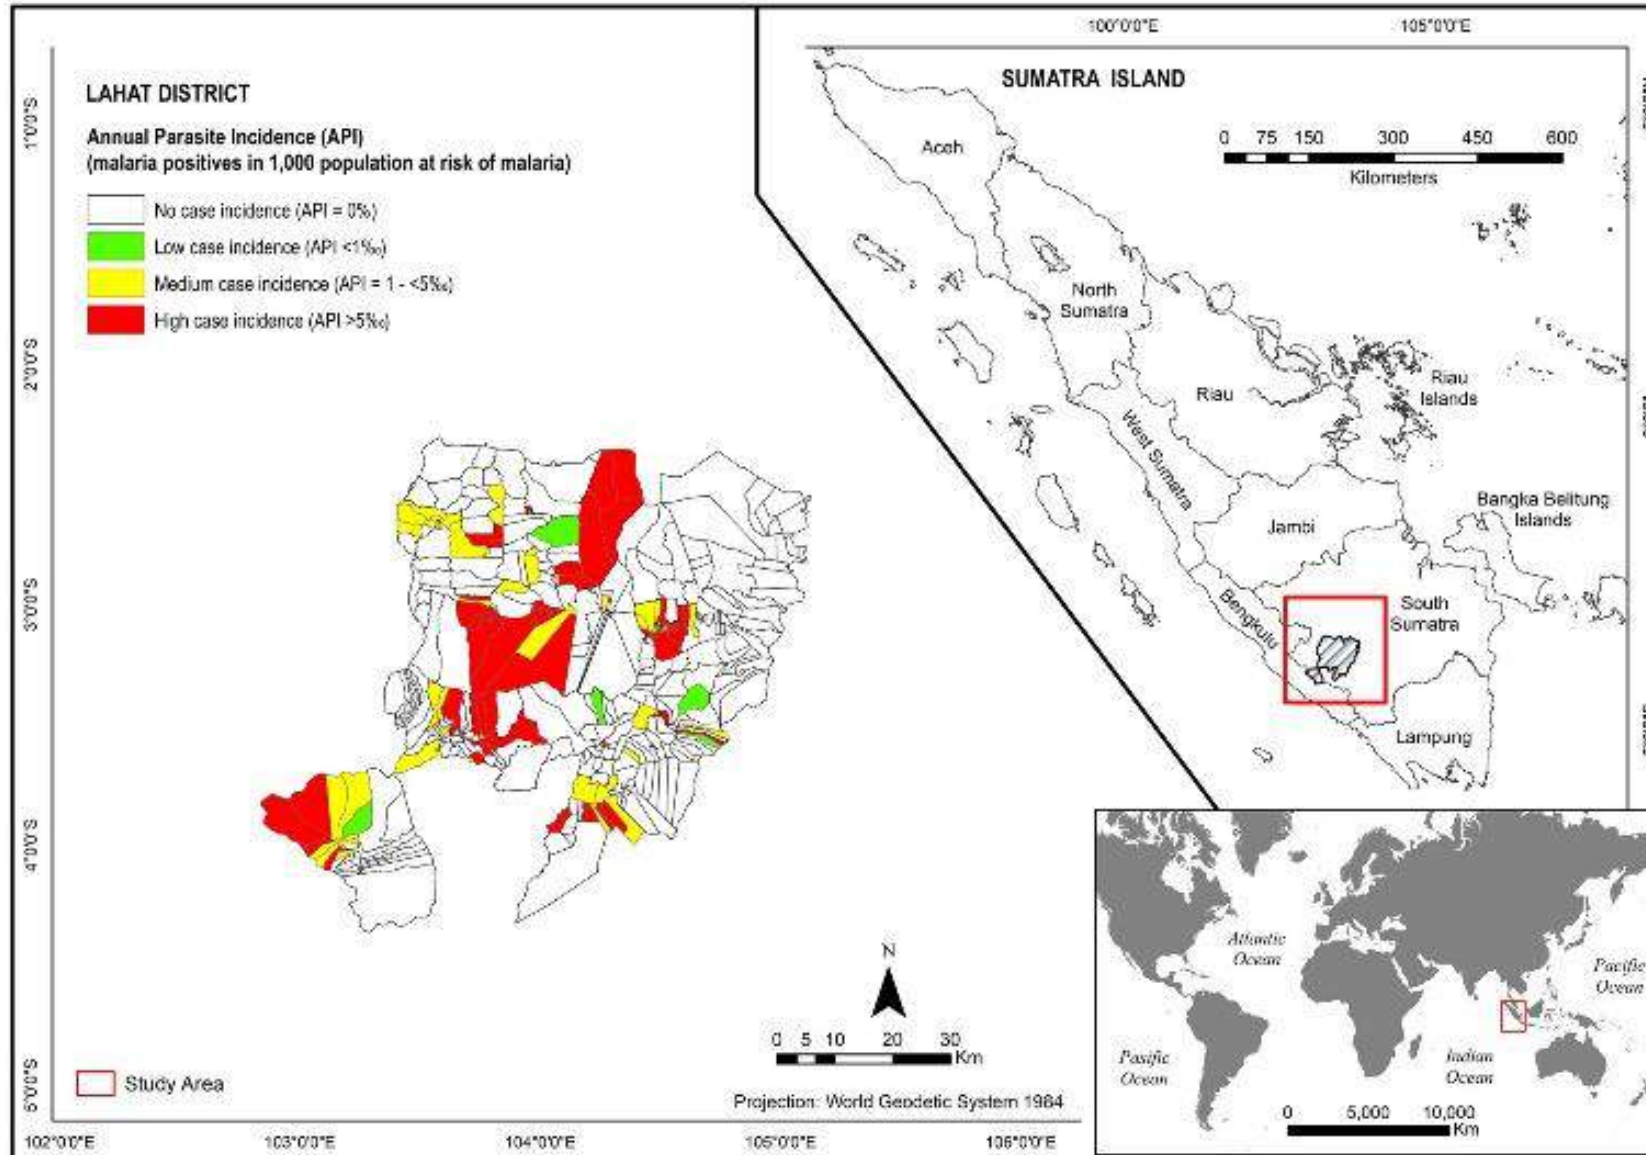 100°0'0"E 105°0'0"E
LAHAT DISTRICT
Annual Parasite Incidence (API)
(malaria positives in 1,000 population at risk of malaria)
No case incidence (API = 0‰)
Low case incidence (API <1‰)
Medium case incidence (API = 1 - <5‰)
High case incidence (API >5‰)
SUMATRA ISLAND
0 75 150 300 450 600
Kilometers
Aceh
North
Sumatra
Riau
Riau
Islands
West Sumatra
Jambi
Bangka Belitung
Islands
Bengkulu
South
Sumatra
Lampung
1°0'0"S
2°0'0"S
3°0'0"S
4°0'0"S
5°0'0"S
N
0 5 10 20 30
Km
Study Area
Projection: World Geodetic System 1984
102°0'0"E 103°0'0"E 104°0'0"E 105°0'0"E 106°0'0"E
Atlantic
Ocean
Pacific
Ocean
Pasific
Ocean
Indian
Ocean
0 5,000 10,000
Km